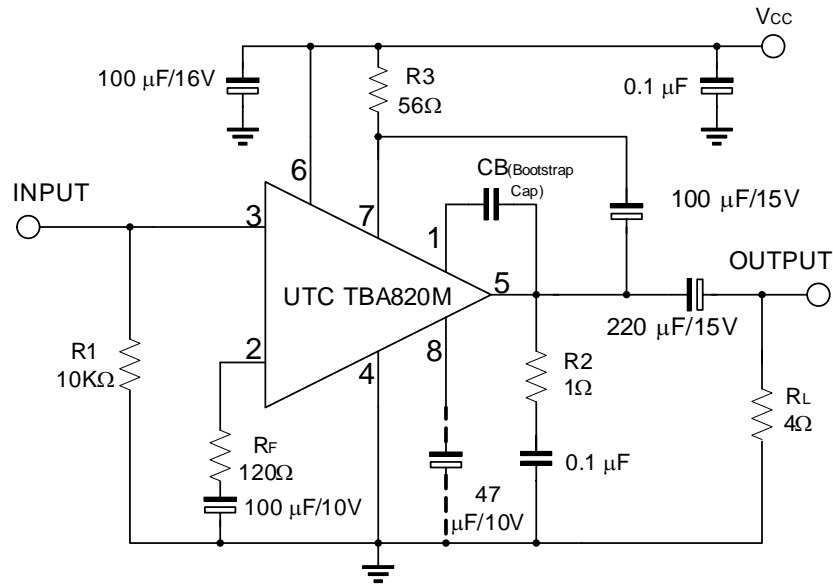 VCC
100 μF/16V
R3
56Ω
0.1 μF
6
CB(Bootstrap
Cap)
INPUT
7
100 μF/15V
3
1
OUTPUT
UTC TBA820M
5
220 μF/15V
R1
10KΩ
2
8
R2
1Ω
4
RL
4Ω
RF
120Ω
0.1 μF
100 μF/10V
47
μF/10V